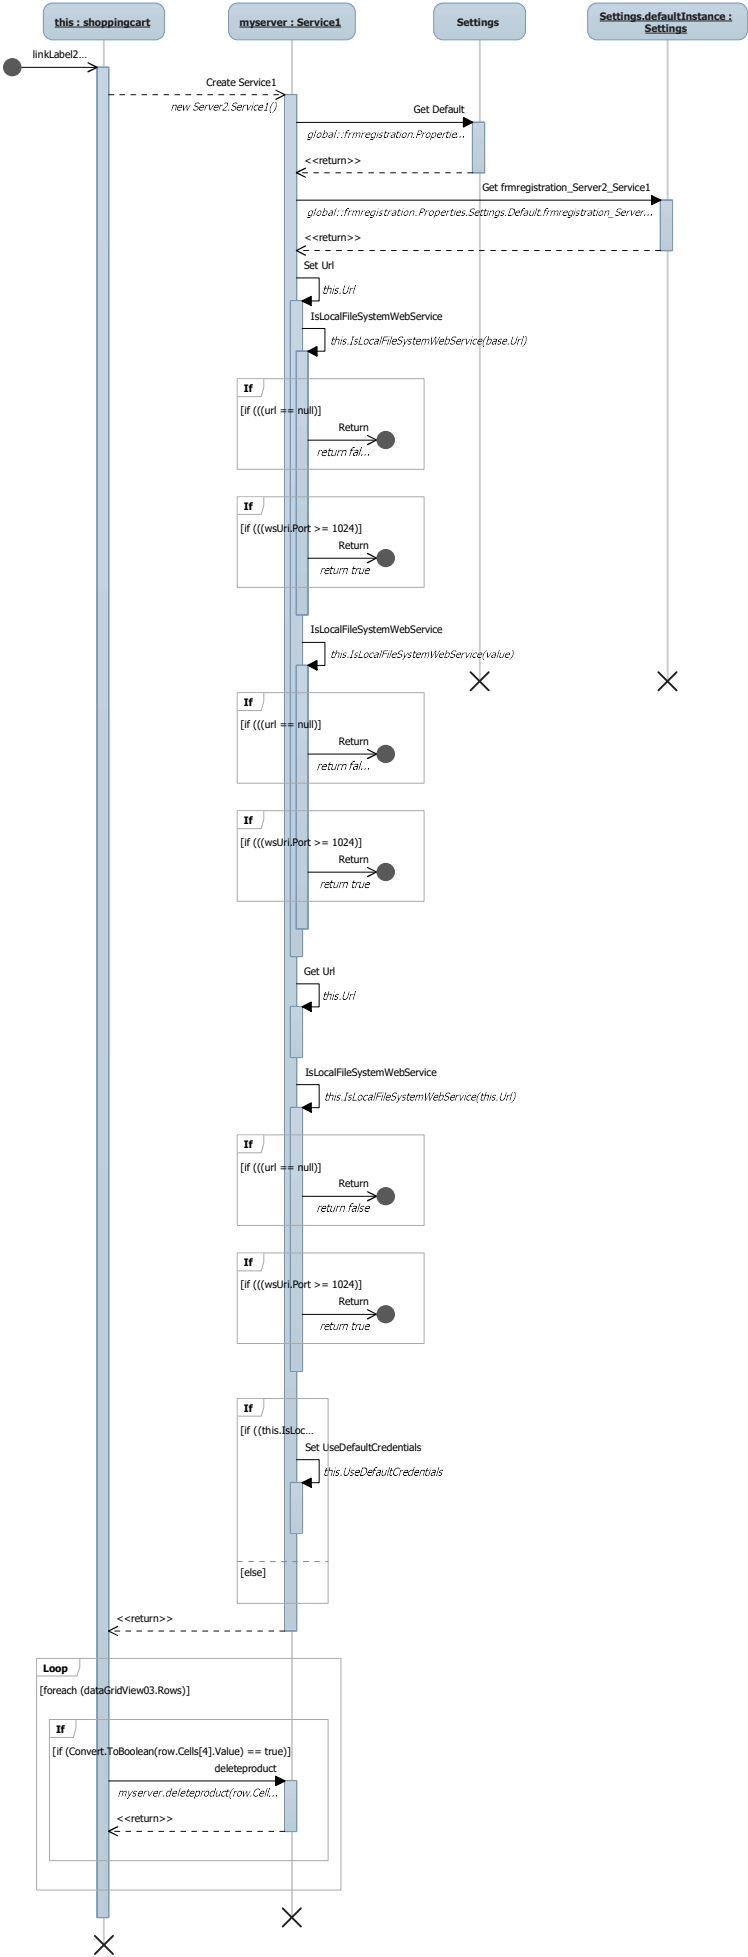 this : shoppingcart
myserver : Service1
Settings
Settings.defaultInstance :
Settings
linkLabel2...
Create Service1
new Server2.Service1()
Get Default
global::frmregistration.Propertie...
<<return>>
Get frmregistration_Server2_Service1
global::frmregistration.Properties.Settings.Default.frmregistration_Server...
<<return>>
Set Url
this.Url
IsLocalFileSystemWebService
this.IsLocalFileSystemWebService(base.Url)
If
[if (((url == null)]
Return
return fal...
If
[if (((wsUri.Port >= 1024)]
Return
return true
IsLocalFileSystemWebService
this.IsLocalFileSystemWebService(value)
If
[if (((url == null)]
Return
return fal...
If
[if (((wsUri.Port >= 1024)]
Return
return true
Get Url
this.Url
IsLocalFileSystemWebService
this.IsLocalFileSystemWebService(this.Url)
If
[if (((url == null)]
Return
return false
If
[if (((wsUri.Port >= 1024)]
Return
return true
If
[if ((this.IsLoc...
Set UseDefaultCredentials
this.UseDefaultCredentials
[else]
<<return>>
Loop
[foreach (dataGridView03.Rows)]
If
[if (Convert.ToBoolean(row.Cells[4].Value) == true)]
deleteproduct
myserver.deleteproduct(row.Cell...
<<return>>